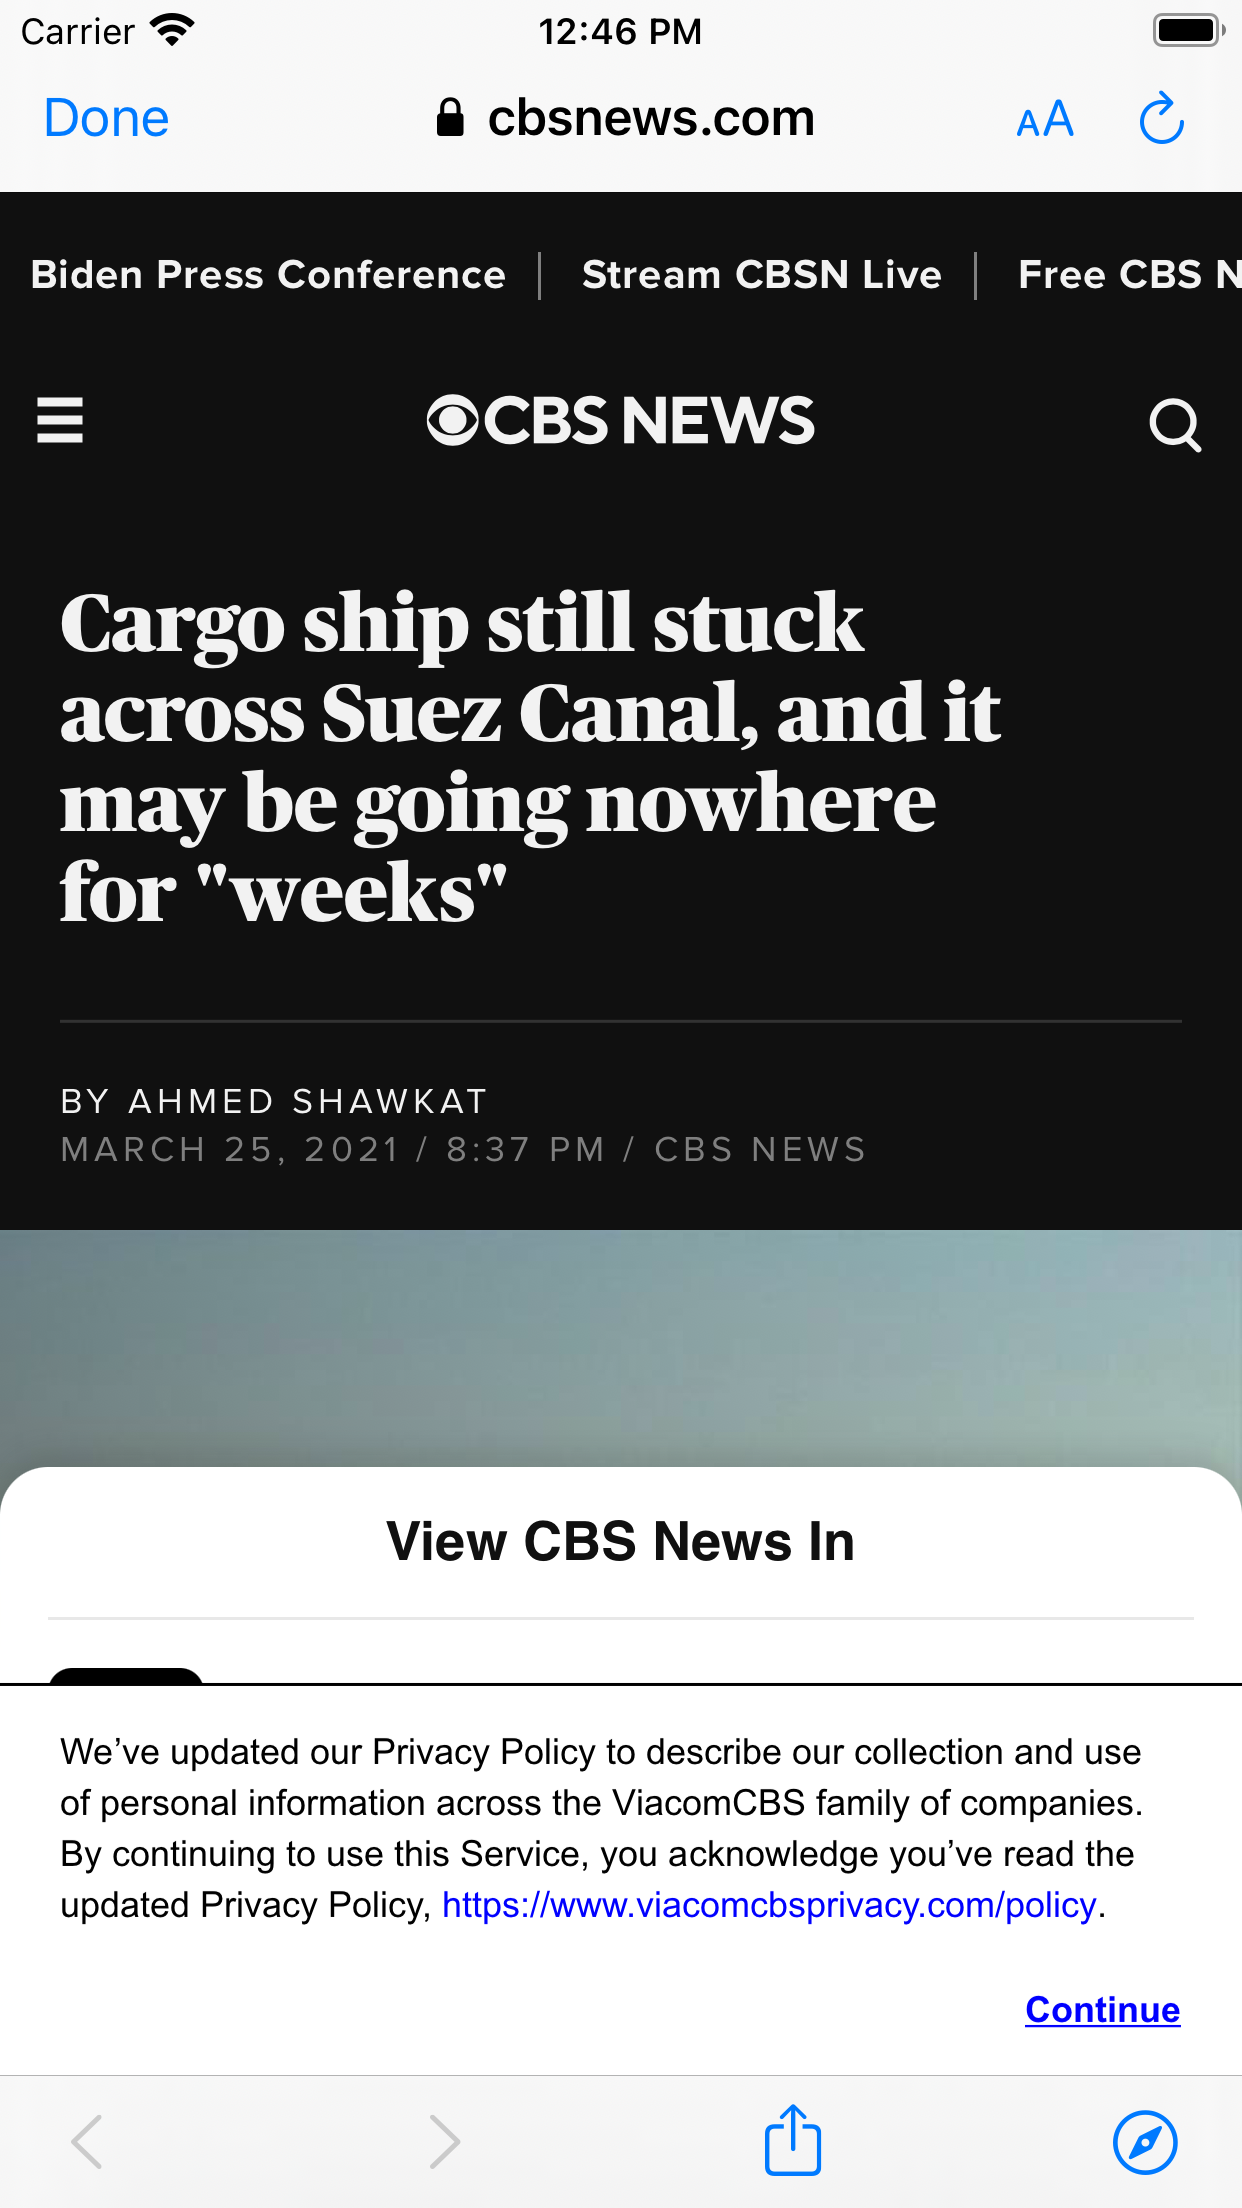 Carrier
12:46 PM
Done
cbsnews.com
AA
Biden Press Conference
Stream CBSN Live
Free CBS N
CBS NEWS
Cargo ship still stuck
across Suez Canal, and it
may be going nowhere
for "weeks"
BY AHMED SHAWKAT
MARCH 25, 2021 / 8:37 PM / CBS NEWS
View CBS News In
We’ve updated our Privacy Policy to describe our collection and use
of personal information across the ViacomCBS family of companies.
By continuing to use this Service, you acknowledge you’ve read the
updated Privacy Policy, https://www.viacomcbsprivacy.com/policy.
Continue